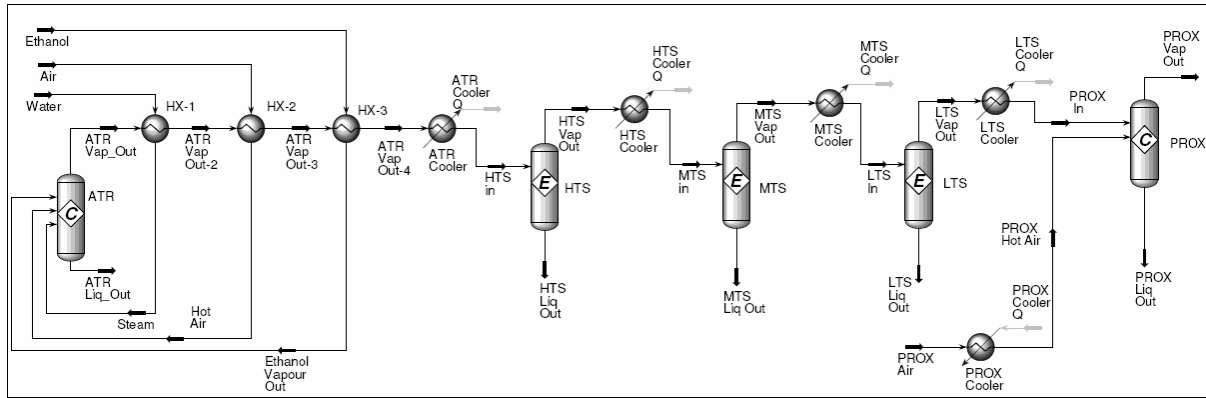 Ethanol
Air
Water
HX-1
HX-2
HX-3
ATR
Vap_Out
ATR
Vap
Out-2
ATR
Vap
Out-3
ATR
Vap
Out-4
ATR
Cooler
Q
ATR
Cooler
C
ATR
ATR
Liq_Out
Steam
Hot
Air
Ethanol
Vapour
Out
HTS
in
HTS
Vap
Out
E
HTS
HTS
Liq
Out
HTS
Cooler
Q
HTS
Cooler
MTS
in
MTS
Vap
Out
E
MTS
MTS
Liq Out
MTS
Cooler
Q
MTS
Cooler
LTS
In
LTS
Vap
Out
E
LTS
LTS
Liq
Out
LTS
Cooler
Q
LTS
Cooler
PROX
In
PROX
Vap
Out
C
PROX
PROX
Hot Air
PROX
Liq
Out
PROX
Cooler
Q
PROX
Air
PROX
Cooler